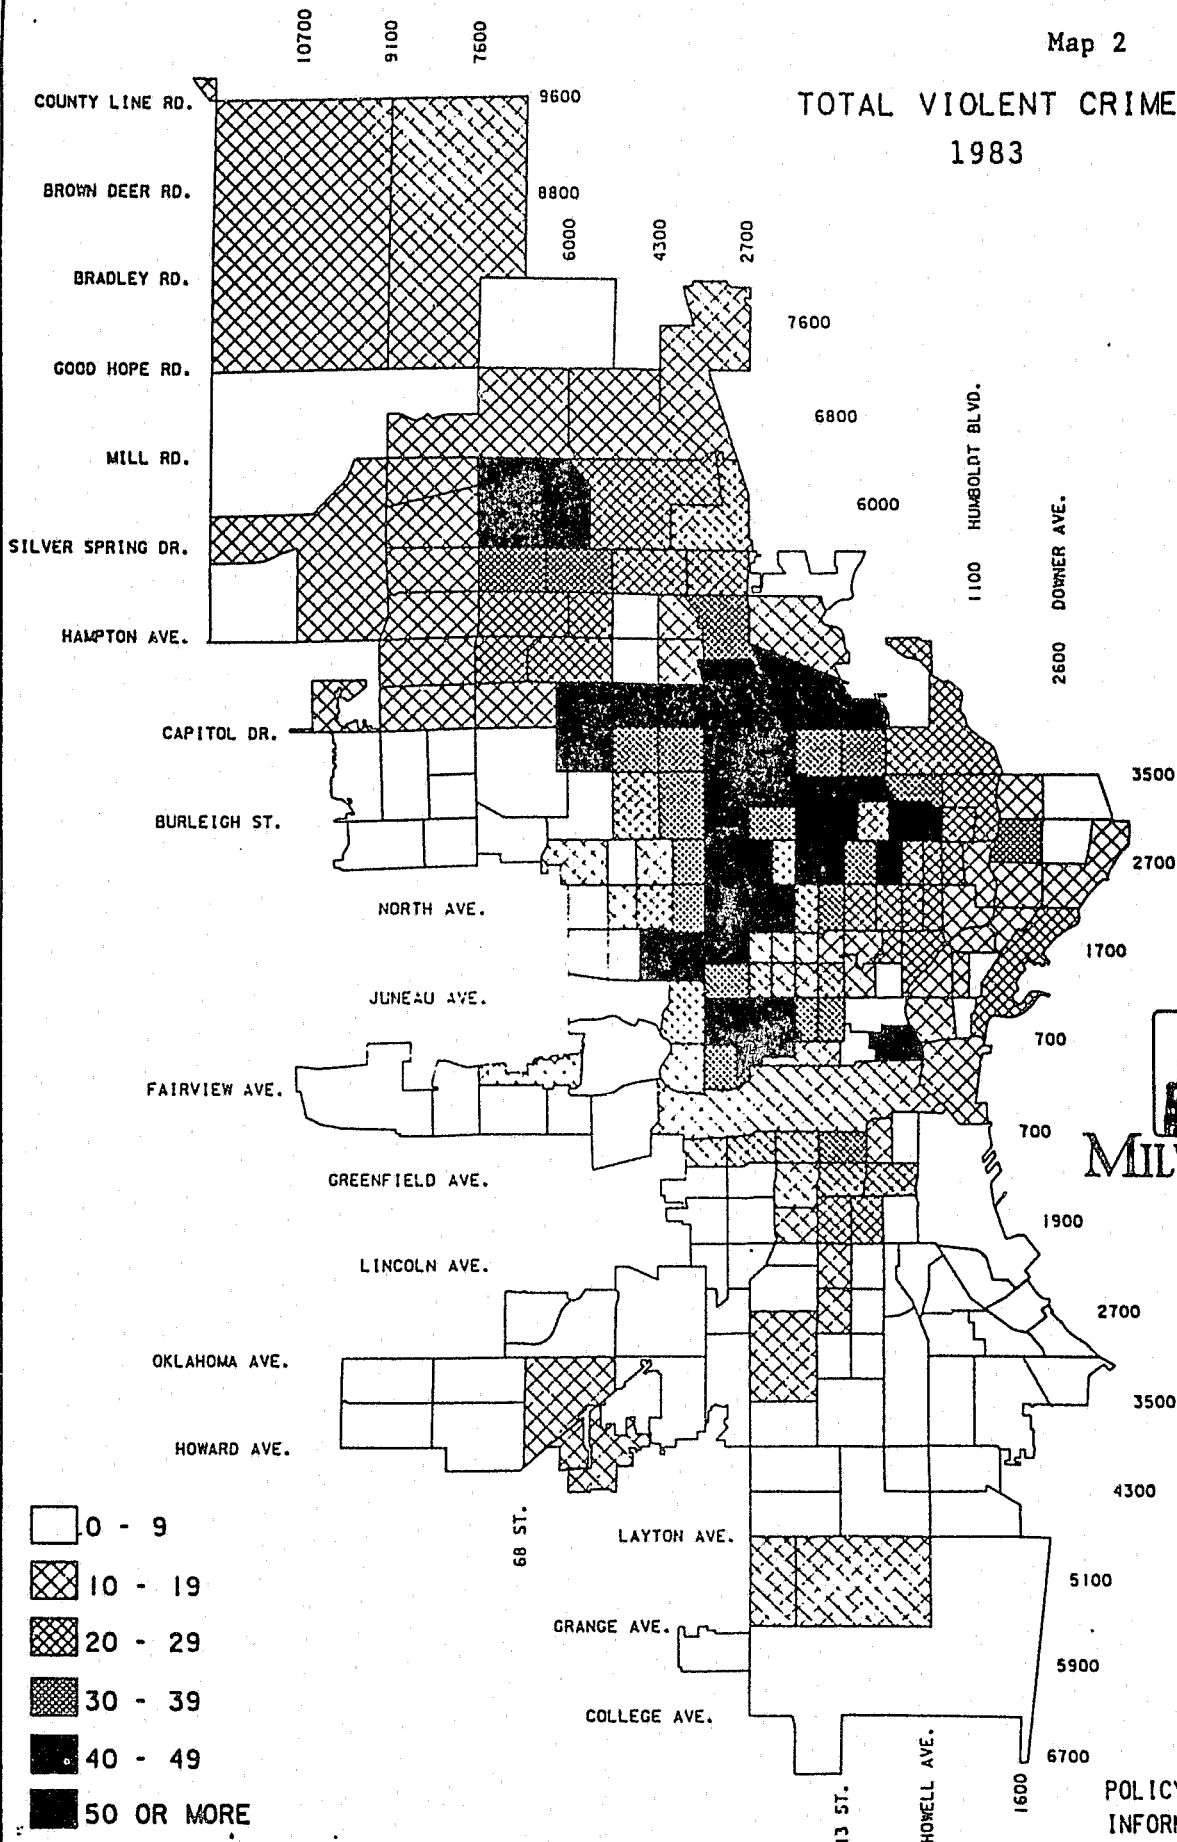 Map 2
TOTAL VIOLENT CRIME
1983
10700
9100
7600
COUNTY LINE RD.
9600
BROWN DEER RD.
8800
6000
4300
2700
BRADLEY RD.
7600
GOOD HOPE RD.
6800
MILL RD.
6000
1100 HUMBOLDT BLVD.
2600 DOWNER AVE.
SILVER SPRING DR.
HAMPTON AVE.
CAPITOL DR.
3500
BURLEIGH ST.
2700
NORTH AVE.
1700
JUNEAU AVE.
700
FAIRVIEW AVE.
700
MIL
GREENFIELD AVE.
1900
LINCOLN AVE.
2700
OKLAHOMA AVE.
3500
HOWARD AVE.
4300
68 ST.
LAYTON AVE.
5100
GRANGE AVE.
5900
COLLEGE AVE.
6700
13 ST.
HOWELL AVE.
1600
0 - 9
10 - 19
20 - 29
30 - 39
40 - 49
50 OR MORE
POLICY
INFOR